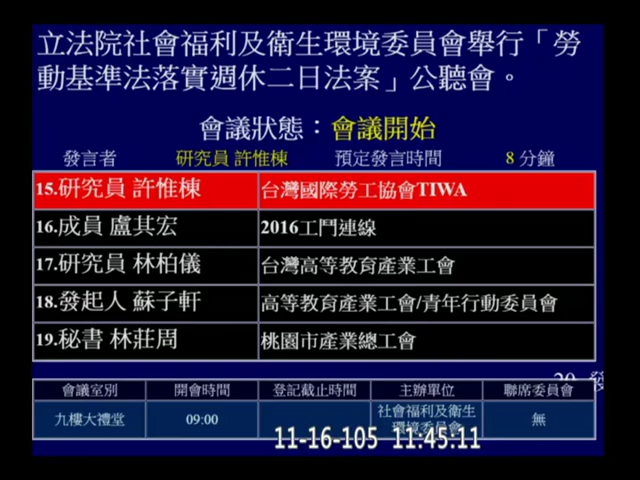 立法院社會福利及衛生環境委員會舉行「勞
動基準法落實週休二日法案」公聽會。
會議狀態：會議開始
發言者 研究員 許惟棟 預定發言時間 8 分鐘
15.研究員 許惟棟 台灣國際勞工協會TIWA
16.成員 盧其宏 2016工鬥連線
17.研究員 林柏儀 台灣高等教育產業工會
18.發起人 蘇子軒 高等教育產業工會/青年行動委員會
19.秘書 林莊周 桃園市產業總工會
會議室別 開會時間 登記截止時間 主辦單位 聯席委員會
九樓大禮堂 09:00 社會福利及衛生 無
環境委員會
11-16-105 11:45:11